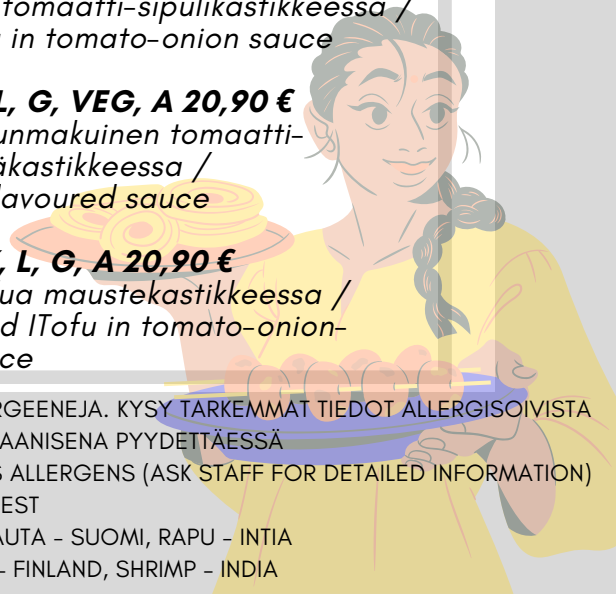 tomaatti-sipulikastikkeessa /
in tomato-onion sauce
L, G, VEG, A 20,90 €
unmakuinen tomaatti-
äkastikkeessa /
lavoured sauce
, L, G, A 20,90 €
ua maustekastikkeessa /
d ITofu in tomato-onion-
ce
RGEENEJA. KYSY TARKEMMAT TIEDOT ALLERGISOIVISTA
AANISENA PYYDETTÄESSÄ
S ALLERGENS (ASK STAFF FOR DETAILED INFORMATION)
EST
AUTA - SUOMI, RAPU - INTIA
- FINLAND, SHRIMP - INDIA